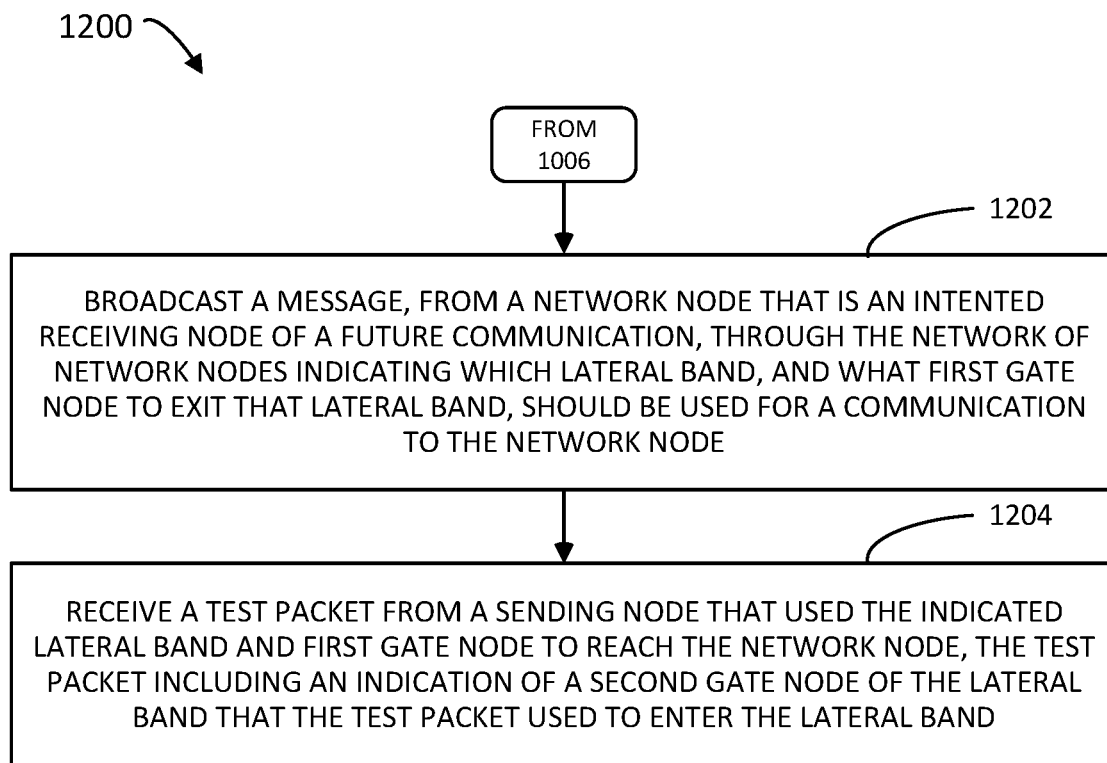 1200
FROM
1006
1202
BROADCAST A MESSAGE, FROM A NETWORK NODE THAT IS AN INTENTED
RECEIVING NODE OF A FUTURE COMMUNICATION, THROUGH THE NETWORK OF
NETWORK NODES INDICATING WHICH LATERAL BAND, AND WHAT FIRST GATE
NODE TO EXIT THAT LATERAL BAND, SHOULD BE USED FOR A COMMUNICATION
TO THE NETWORK NODE
1204
RECEIVE A TEST PACKET FROM A SENDING NODE THAT USED THE INDICATED
LATERAL BAND AND FIRST GATE NODE TO REACH THE NETWORK NODE, THE TEST
PACKET INCLUDING AN INDICATION OF A SECOND GATE NODE OF THE LATERAL
BAND THAT THE TEST PACKET USED TO ENTER THE LATERAL BAND